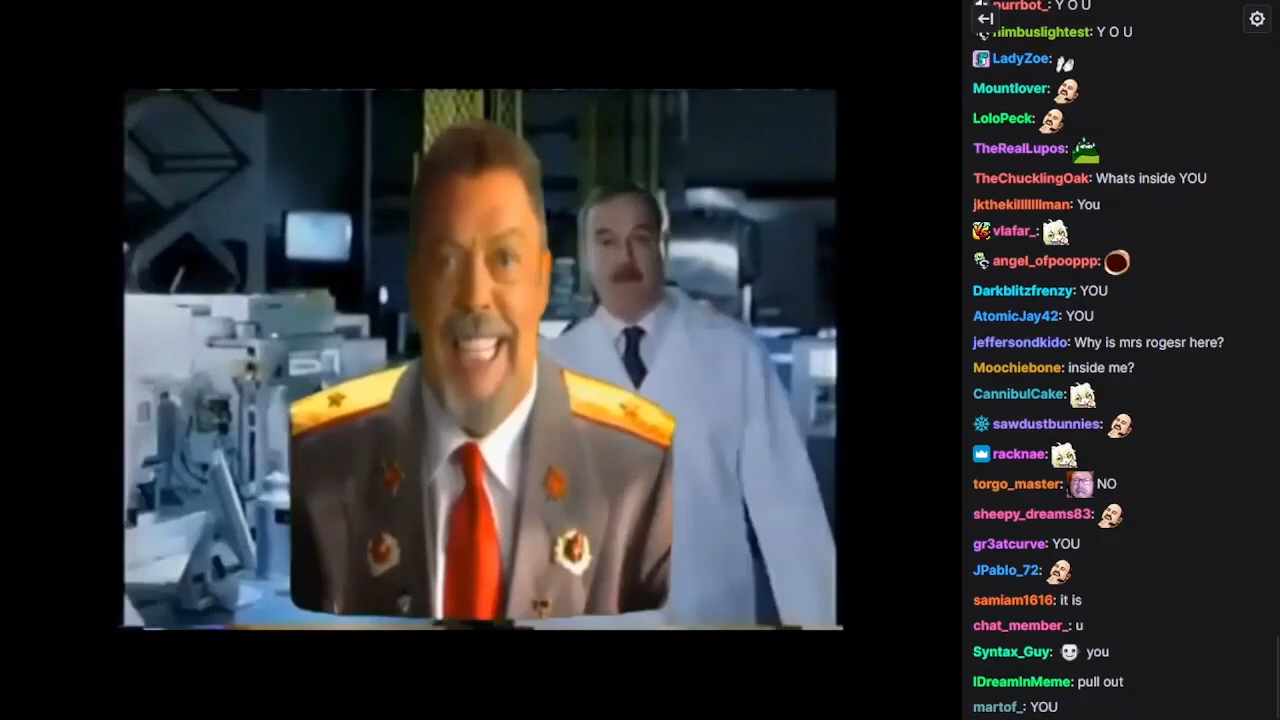 purrbot_: Y O U
nimbuslightest: Y O U
LadyZoe:
Mountlover:
LoloPeck:
TheRealLupos:
TheChucklingOak: Whats inside YOU
jkthekillllllllman: You
vlafar_:
angel_ofpooppp:
Darkblitzfrenzy: YOU
AtomicJay42: YOU
jeffersondkido: Why is mrs rogesr here?
Moochiebone: inside me?
CannibulCake:
sawdustbunnies:
racknae:
torgo_master: NO
sheepy_dreams83:
gr3atcurve: YOU
JPablo_72:
samiam1616: it is
chat_member_: u
Syntax_Guy: you
IDreamInMeme: pull out
martof_: YOU